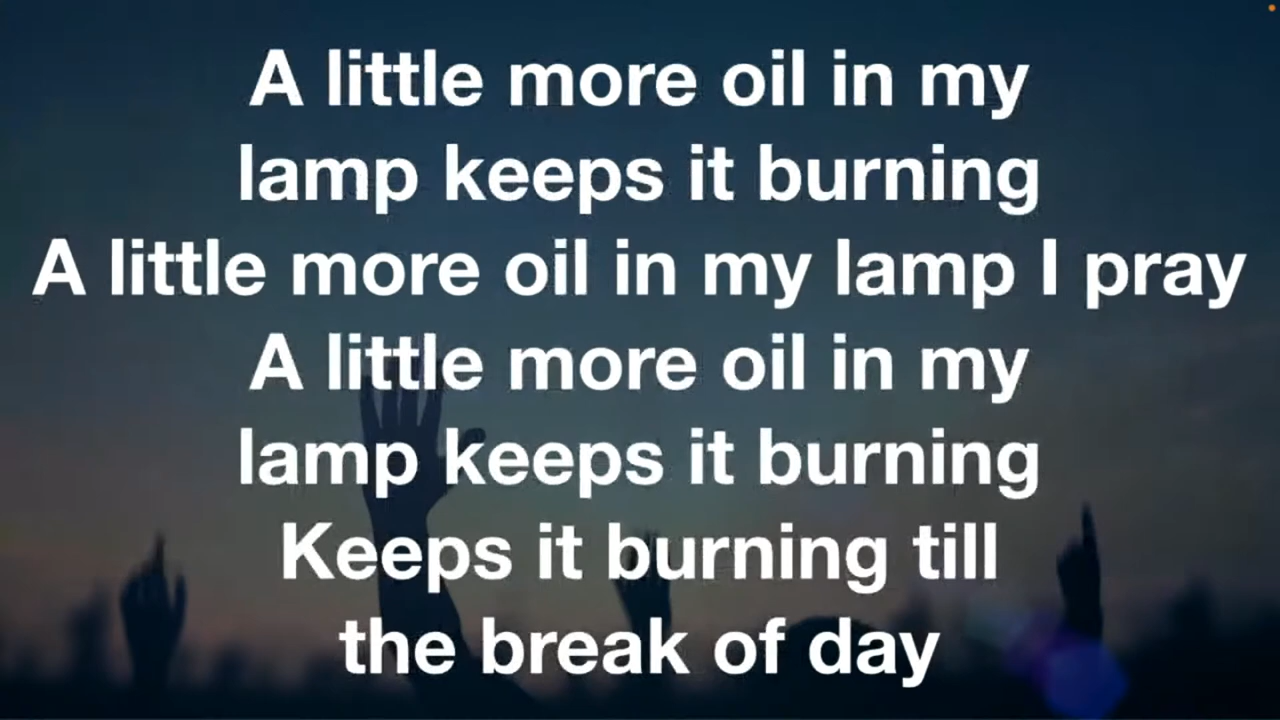 A little more oil in my
lamp keeps it burning
A little more oil in my lamp I pray
A little more oil in my
lamp keeps it burning
Keeps it burning till
the break of day